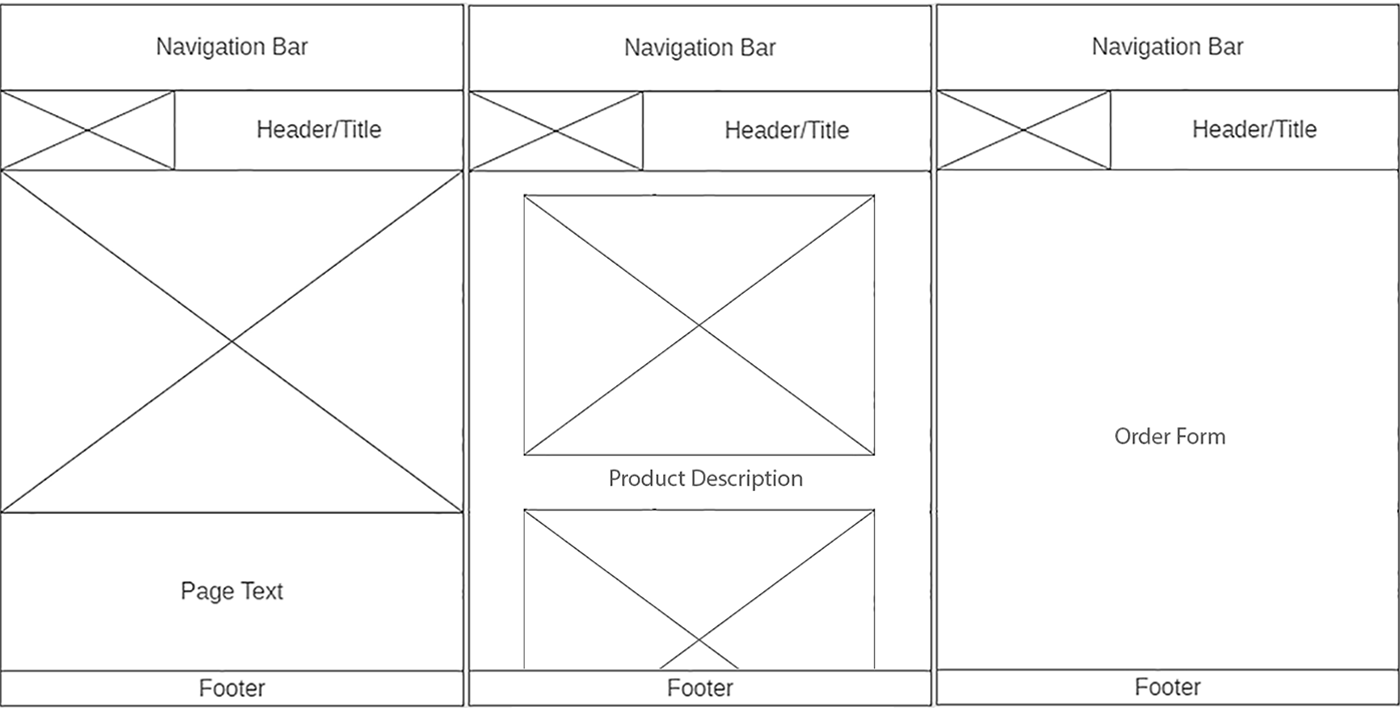 Navigation Bar
Header/Title
Page Text
Footer
Navigation Bar
Header/Title
Product Description
Footer
Navigation Bar
Header/Title
Order Form
Footer